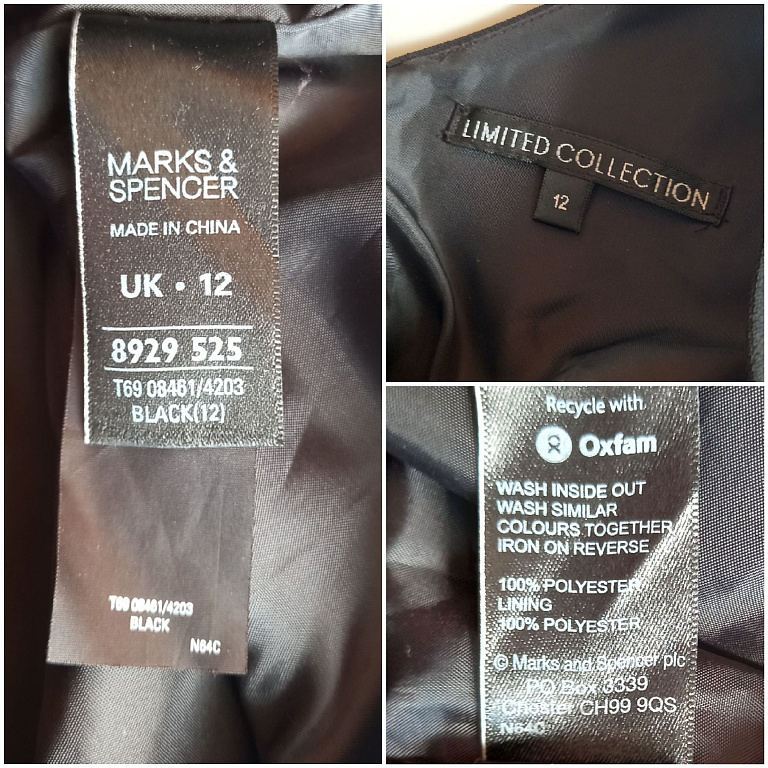 MARKS &
SPENCER
MADE IN CHINA
UK • 12
8929 525
T69 08461/4203
BLACK(12)
T69 08461/4203
BLACK
N64C
LIMITED COLLECTION
12
Recycle with
Oxfam
WASH INSIDE OUT
WASH SIMILAR
COLOURS TOGETHER
IRON ON REVERSE
100% POLYESTER
LINING
100% POLYESTER
© Marks and Spencer plc
PO Box 3339
Chester CH99 9QS
N64C